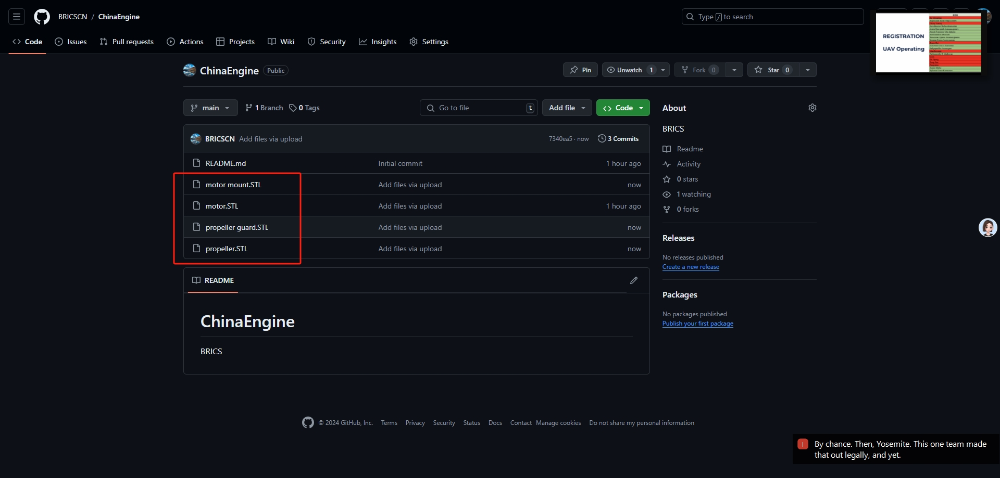 BRICSCN / ChinaEngine
Type / to search
Code Issues Pull requests Actions Projects Wiki Security Insights Settings
REGISTRATION
UAV Operating
ChinaEngine Public
Pin Unwatch 1 Fork 0 Star 0
main 1 Branch 0 Tags Go to file t Add file Code
About
BRICSCN Add files via upload 7340ea5 · now 3 Commits
README.md Initial commit 1 hour ago
motor mount.STL Add files via upload now
motor.STL Add files via upload 1 hour ago
propeller guard.STL Add files via upload now
propeller.STL Add files via upload now
BRICS
Readme
Activity
0 stars
1 watching
0 forks
Releases
No releases published
Create a new release
Packages
No packages published
Publish your first package
README
ChinaEngine
BRICS
© 2024 GitHub, Inc. Terms Privacy Security Status Docs Contact Manage cookies Do not share my personal information
I By chance. Then, Yosemite. This one team made
that out legally, and yet.